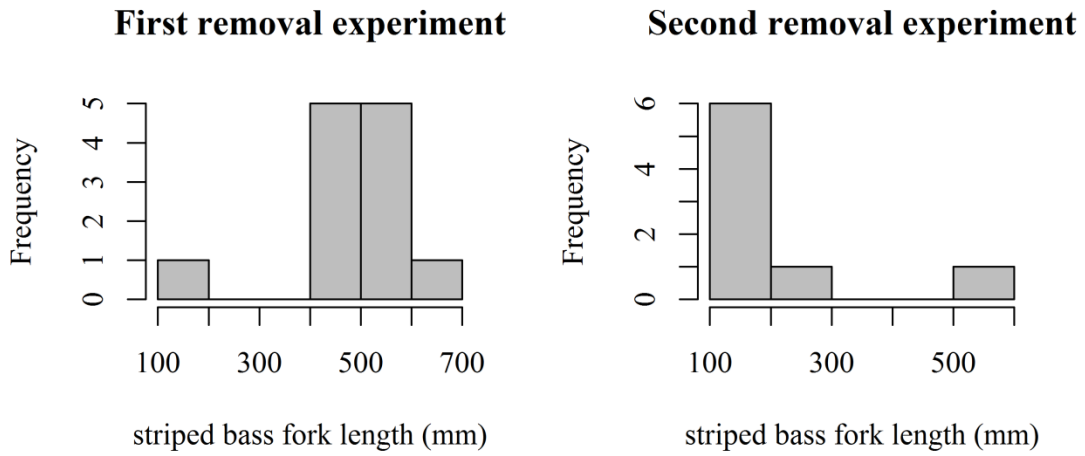 First removal experiment
Frequency
0
1
2
3
4
5
100
300
500
700
striped bass fork length (mm)
Second removal experiment
Frequency
0
2
4
6
100
300
500
striped bass fork length (mm)